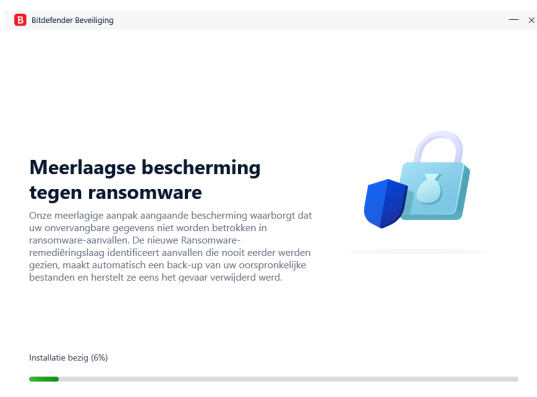 B Bitdefender Beveiliging
Meerlaagse bescherming
tegen ransomware
Onze meerlagige aanpak aangaande bescherming waarborgt dat
uw onvervangbare gegevens niet worden betrokken in
ransomware-aanvallen. De nieuwe Ransomware-
remediëringslaag identificeert aanvallen die nooit eerder werden
gezien, maakt automatisch een back-up van uw oorspronkelijke
bestanden en herstelt ze eens het gevaar verwijderd werd.
Installatie bezig (6%)